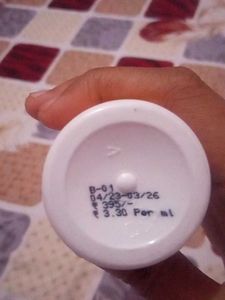 B-01
04/23-03/26
₹ 395/-
₹ 3.30 Per ml